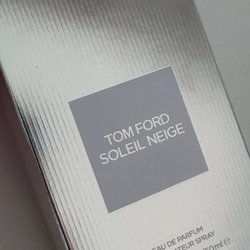 TOM FORD
SOLEIL NEIGE
EAU DE PARFUM
SPRAY